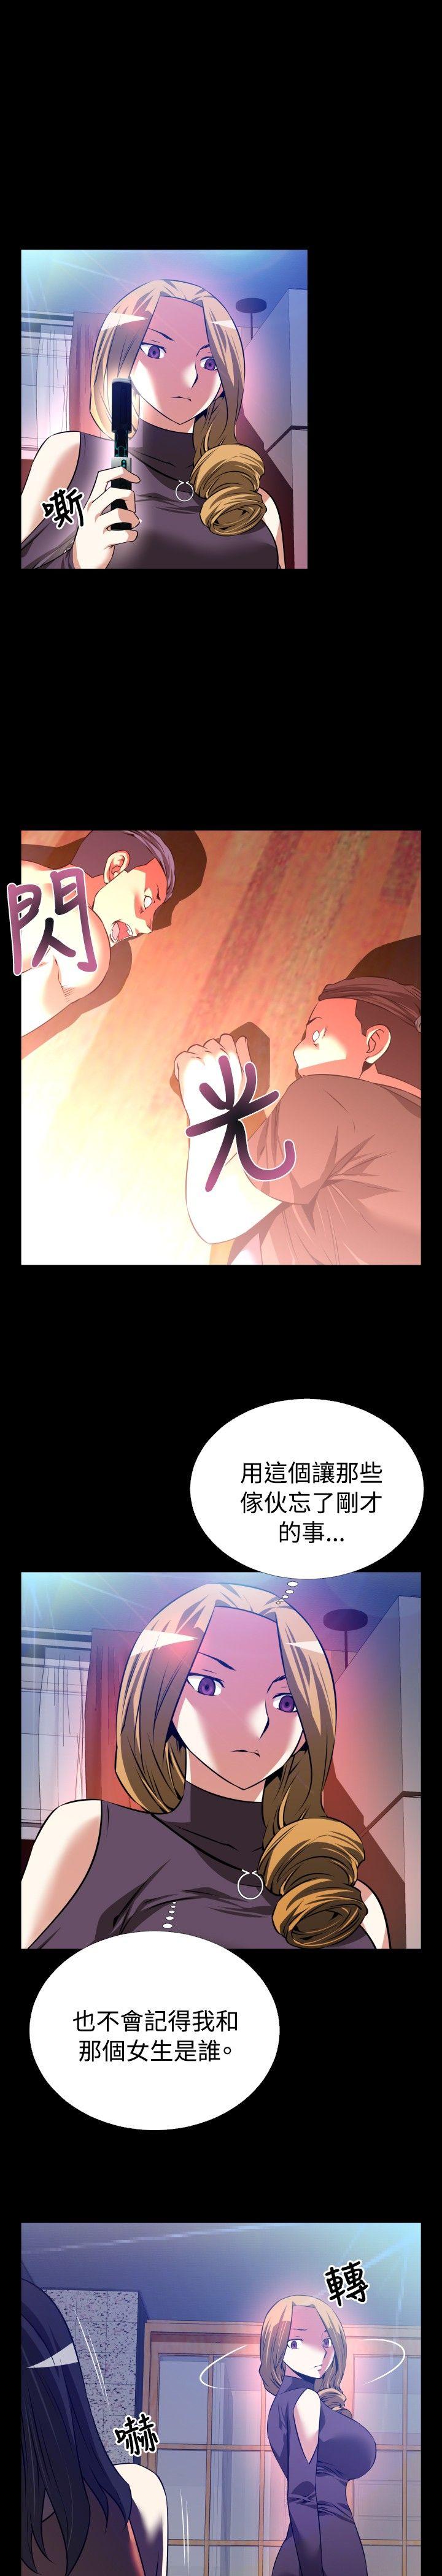 嘶
閃
光
用這個讓那些
傢伙忘了剛才
的事…
也不會記得我和
那個女生是誰。
轉
嚇